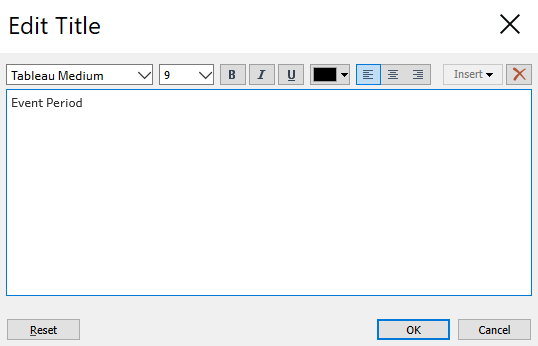 Edit Title
Tableau Medium 9 B I U Insert
Event Period
Reset OK Cancel